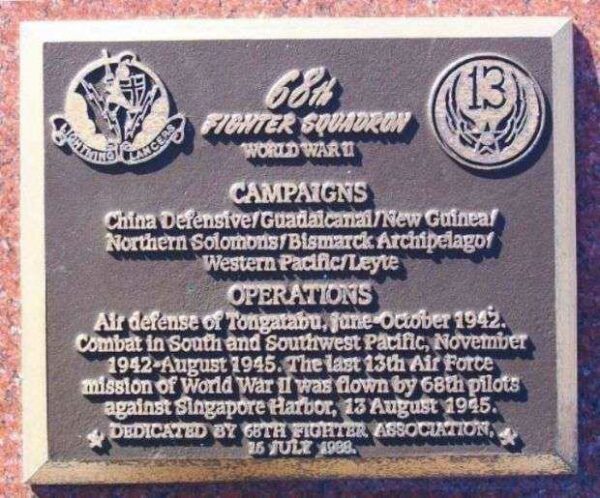 68th
FIGHTER SQUADRON
WORLD WAR II
LIGHTNING LANCERS
13
CAMPAIGNS
China Defensive/Guadalcanal/New Guinea/
Northern Solomons/Bismarck Archipelago/
Western Pacific/Leyte
OPERATIONS
Air defense of Tongatabu, June-October 1942.
Combat in South and Southwest Pacific, November
1942-August 1945. The last 13th Air Force
mission of World War II was flown by 68th pilots
against Singapore Harbor, 13 August 1945.
DEDICATED BY 68TH FIGHTER ASSOCIATION,
15 JULY 1988.